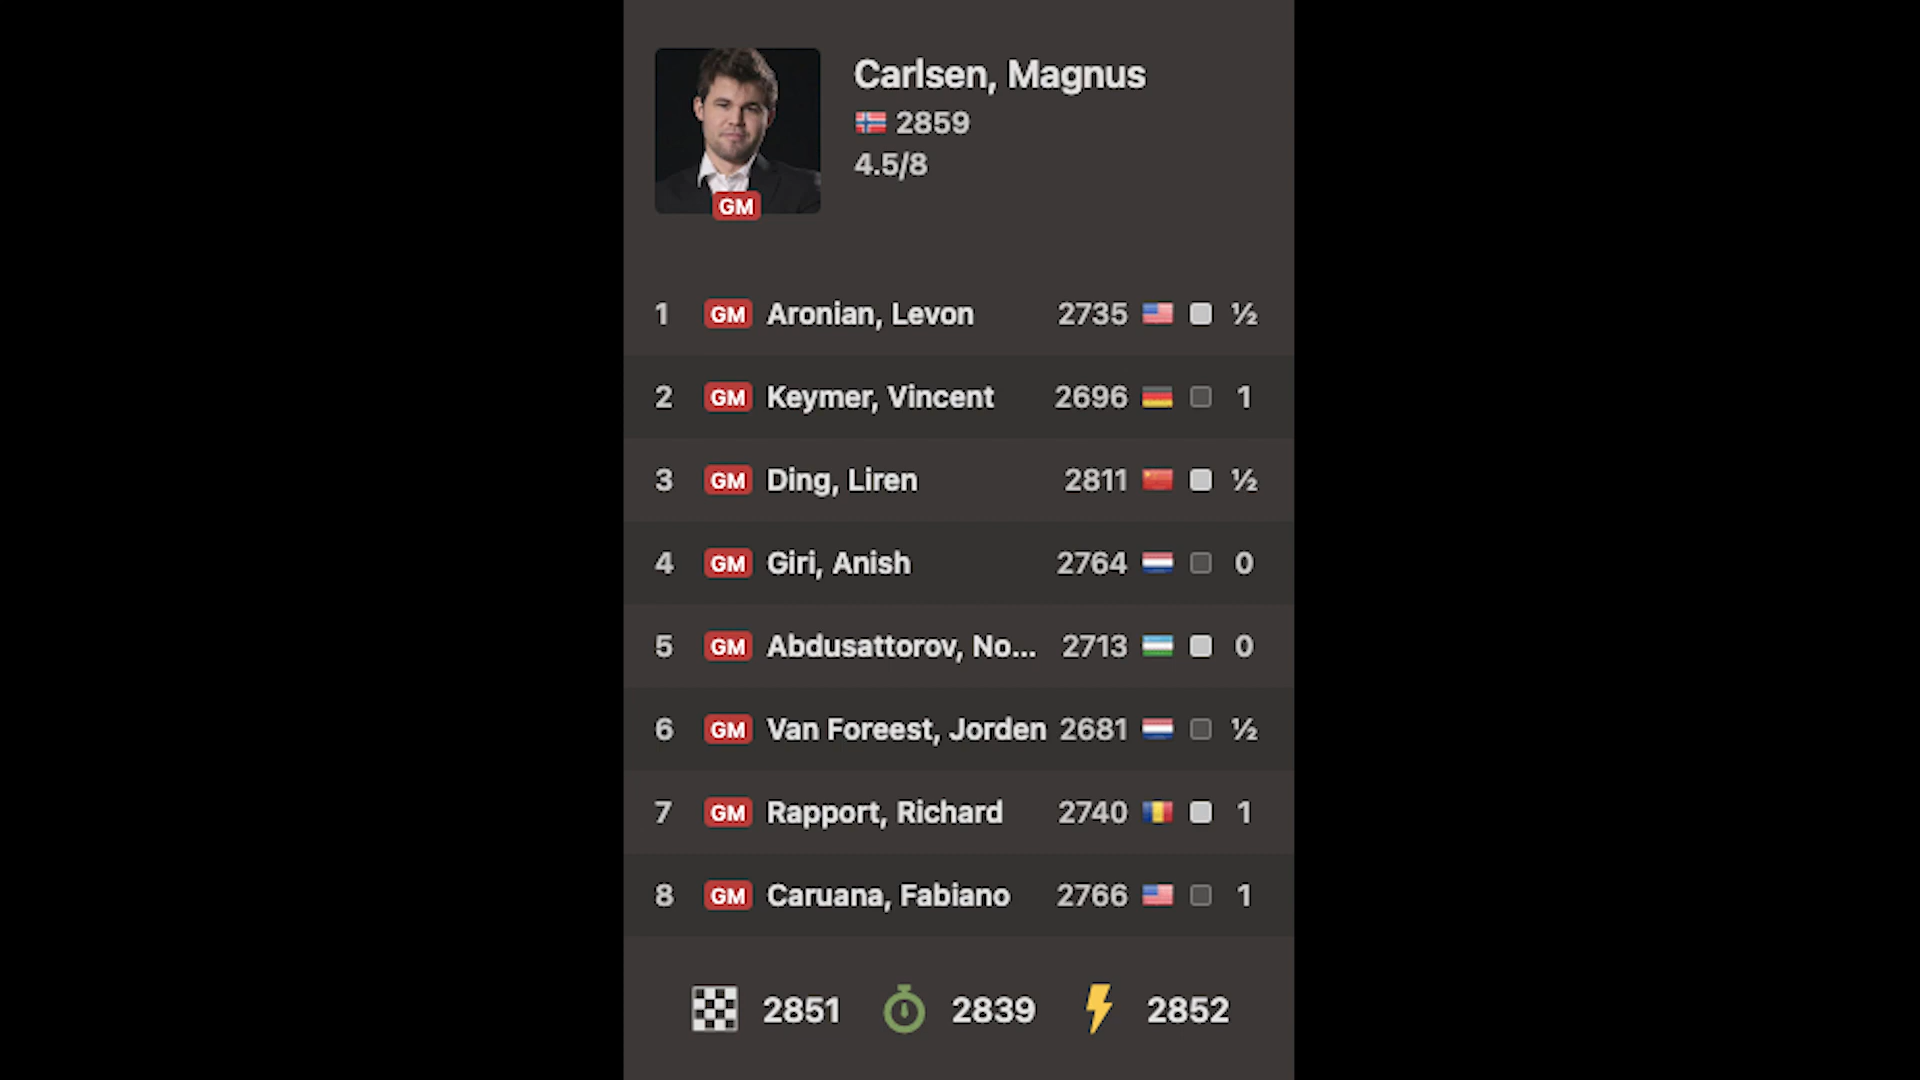 Carlsen, Magnus
2859
4.5/8
GM
1 GM Aronian, Levon 2735 ½
2 GM Keymer, Vincent 2696 1
3 GM Ding, Liren 2811 ½
4 GM Giri, Anish 2764 0
5 GM Abdusattorov, No... 2713 0
6 GM Van Foreest, Jorden 2681 ½
7 GM Rapport, Richard 2740 1
8 GM Caruana, Fabiano 2766 1
2851 2839 2852